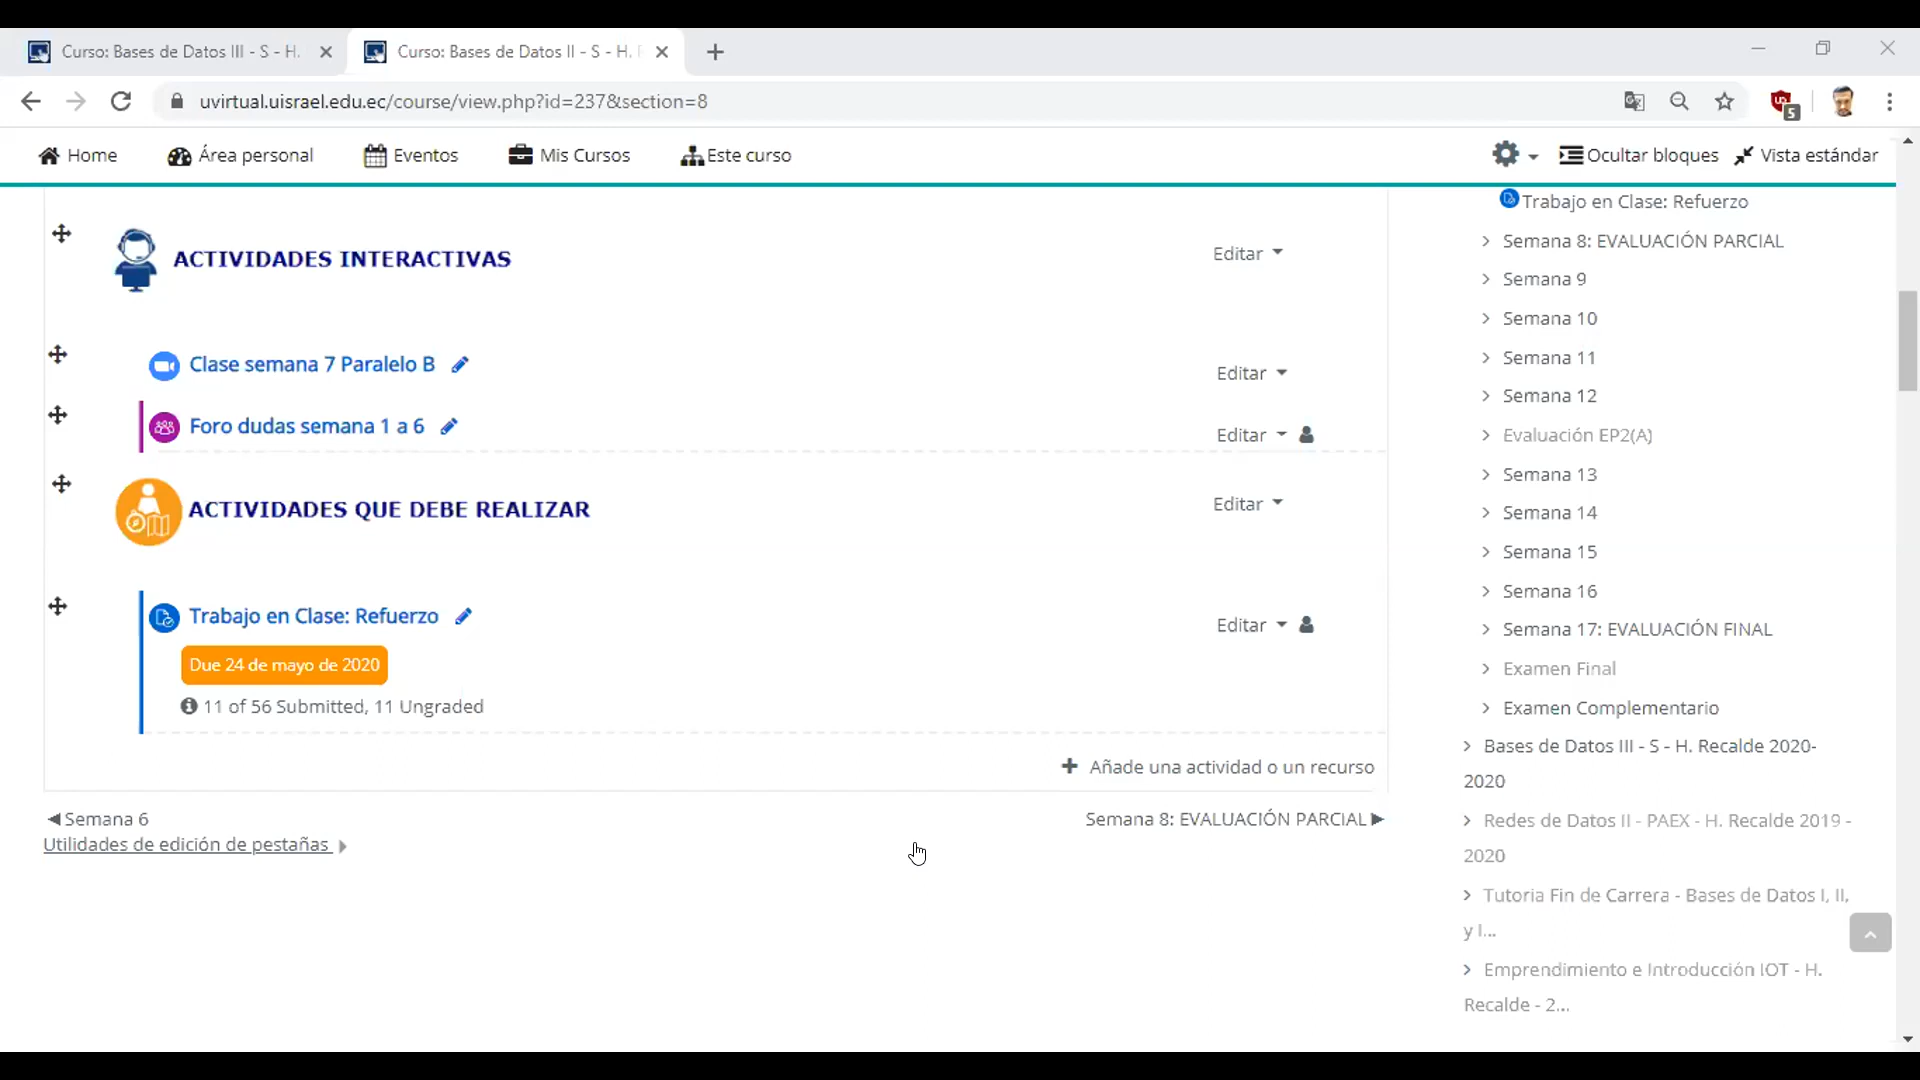 Curso: Bases de Datos III - S - H.
Curso: Bases de Datos II - S - H.
uvirtual.uisrael.edu.ec/course/view.php?id=237&section=8
5
Home
Área personal
Eventos
Mis Cursos
Este curso
Ocultar bloques
Vista estándar
ACTIVIDADES INTERACTIVAS
Editar
Clase semana 7 Paralelo B
Editar
Foro dudas semana 1 a 6
Editar
ACTIVIDADES QUE DEBE REALIZAR
Editar
Trabajo en Clase: Refuerzo
Editar
Due 24 de mayo de 2020
11 of 56 Submitted, 11 Ungraded
Añade una actividad o un recurso
Semana 6
Semana 8: EVALUACIÓN PARCIAL
Utilidades de edición de pestañas
Trabajo en Clase: Refuerzo
Semana 8: EVALUACIÓN PARCIAL
Semana 9
Semana 10
Semana 11
Semana 12
Evaluación EP2(A)
Semana 13
Semana 14
Semana 15
Semana 16
Semana 17: EVALUACIÓN FINAL
Examen Final
Examen Complementario
Bases de Datos III - S - H. Recalde 2020-
2020
Redes de Datos II - PAEX - H. Recalde 2019 -
2020
Tutoria Fin de Carrera - Bases de Datos I, II,
y I...
Emprendimiento e Introducción IOT - H.
Recalde - 2...